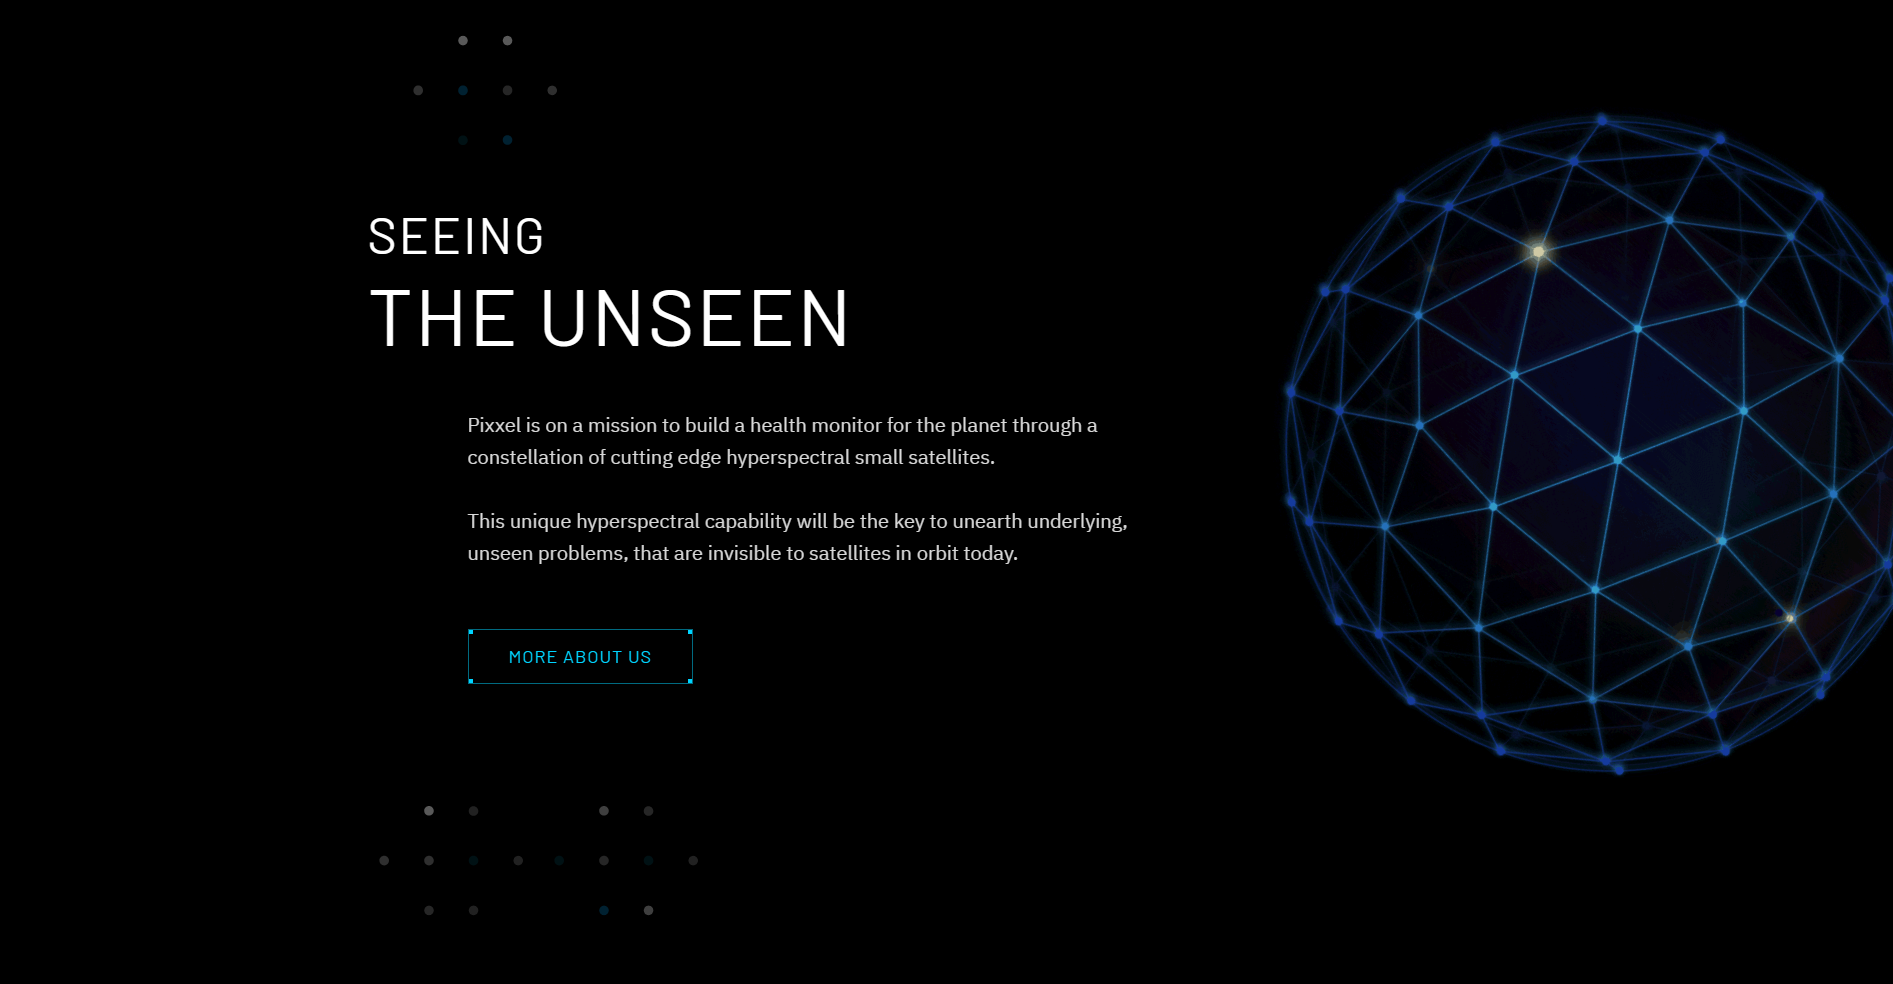 SEEING
THE UNSEEN
Pixxel is on a mission to build a health monitor for the planet through a
constellation of cutting edge hyperspectral small satellites.
This unique hyperspectral capability will be the key to unearth underlying,
unseen problems, that are invisible to satellites in orbit today.
MORE ABOUT US